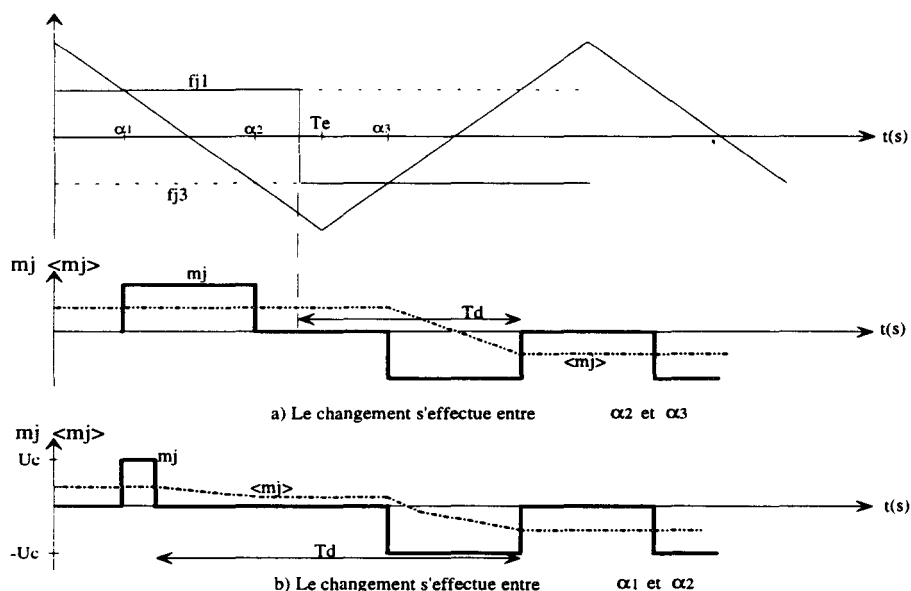 fj1
α1 α2 Te α3 t(s)
fj3
mj <mj>
mj
Td t(s)
<mj>
a) Le changement s'effectue entre α2 et α3
mj <mj>
Uc mj
<mj>
t(s)
-Uc Td
b) Le changement s'effectue entre α1 et α2